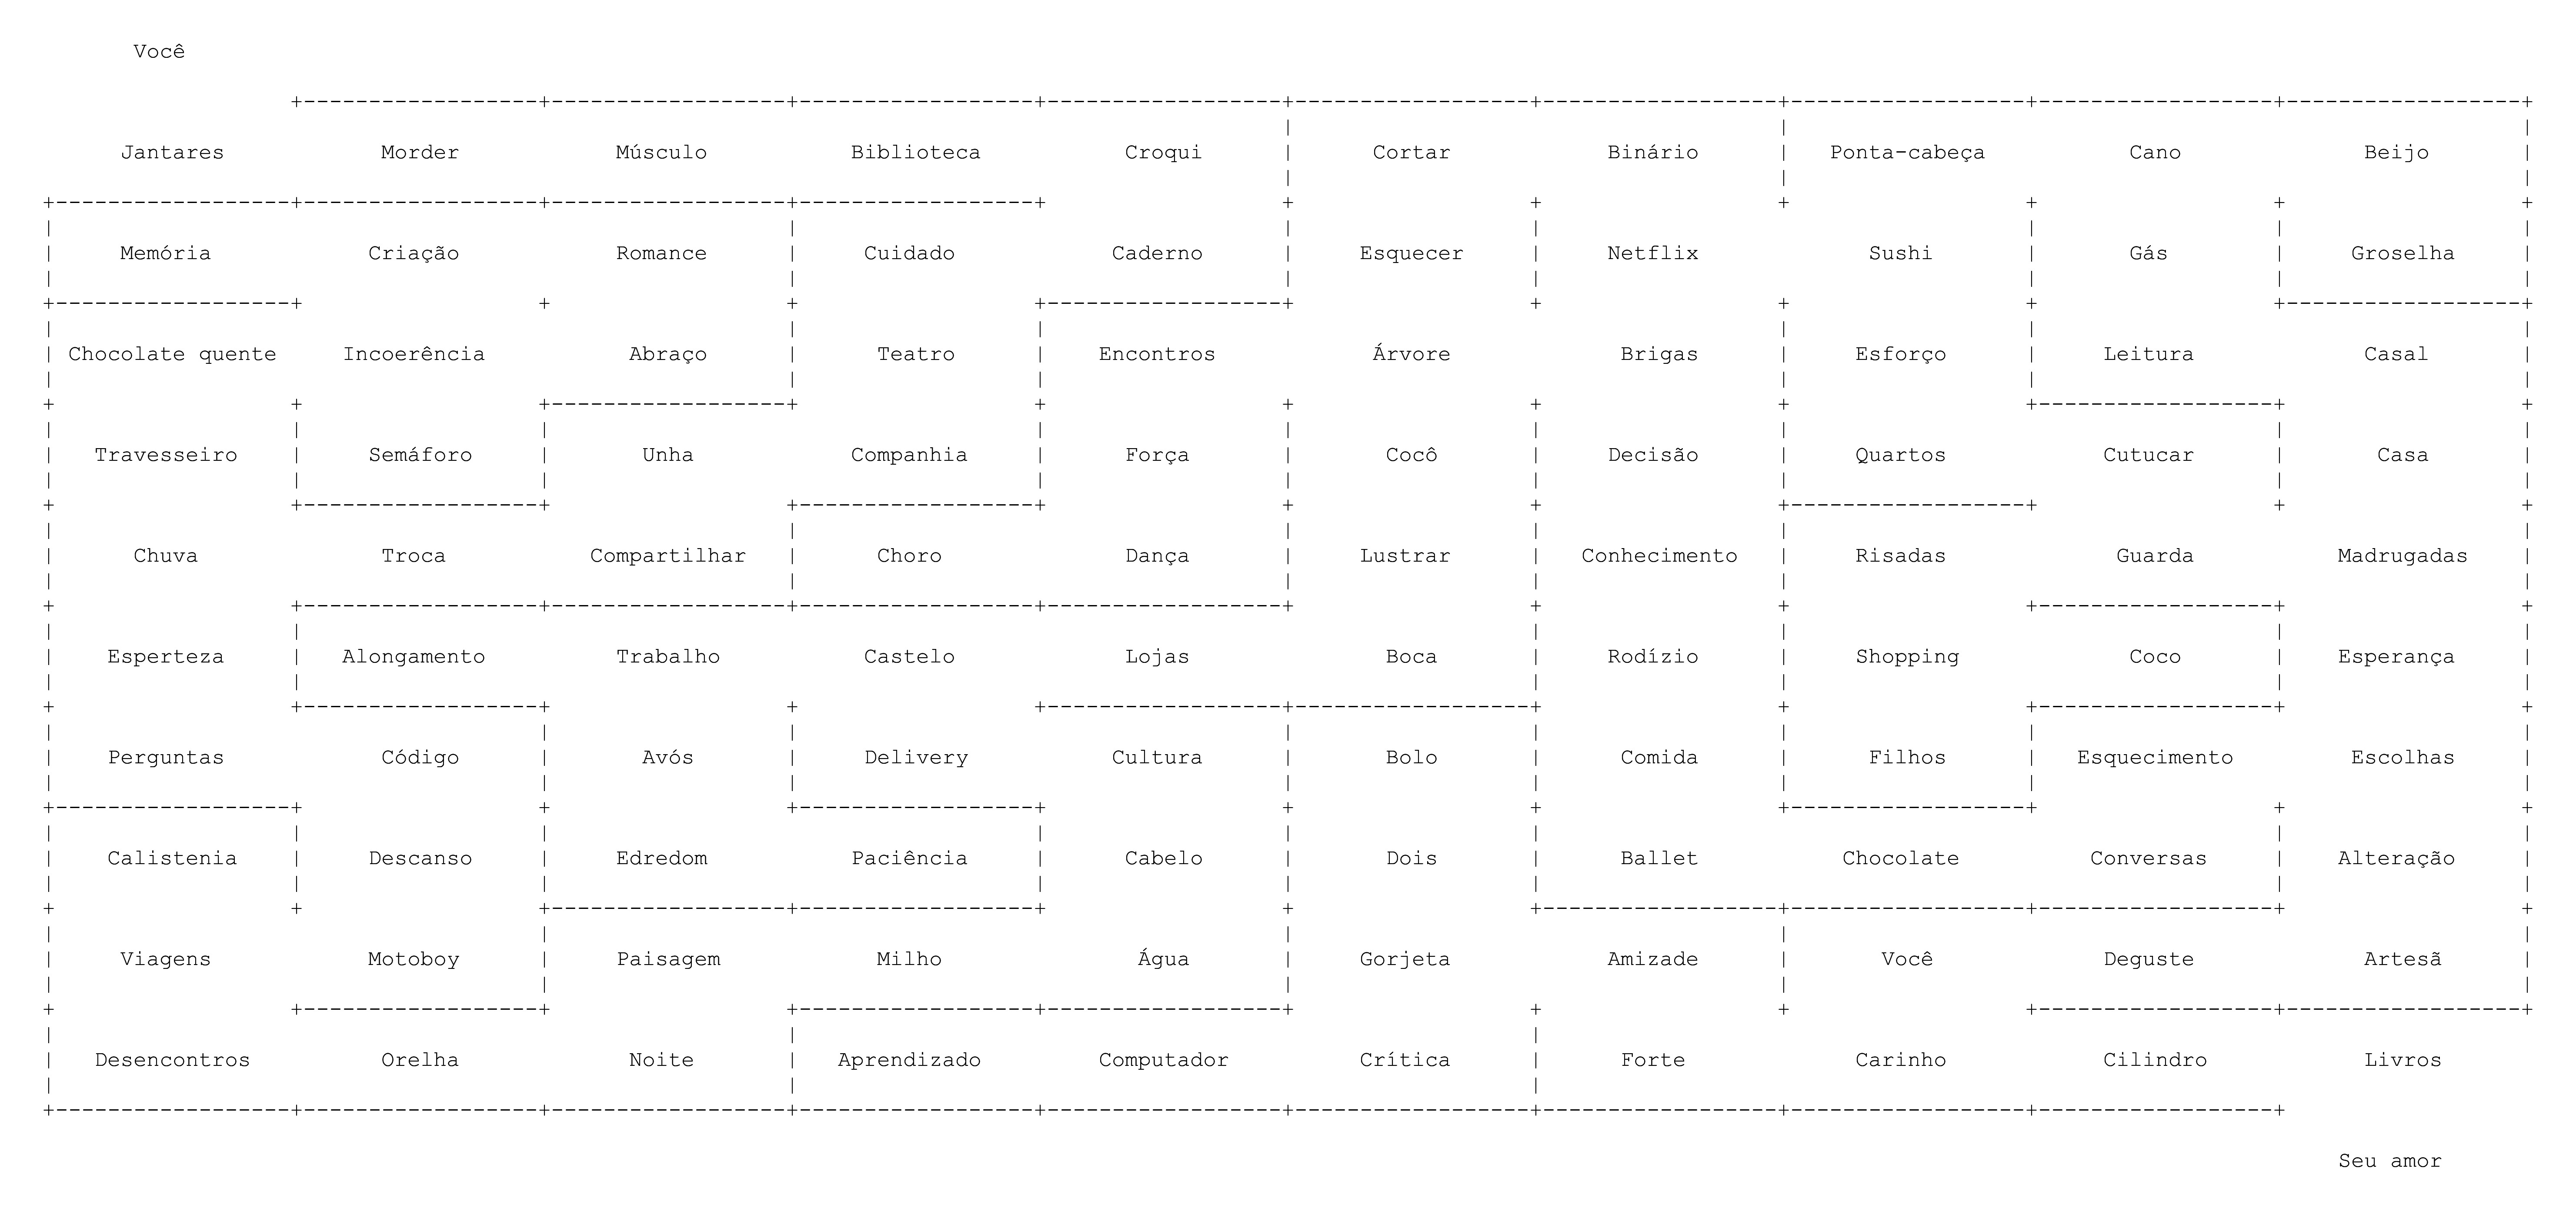 Você
Jantares Morder Músculo Biblioteca Croqui Cortar Binário Ponta-cabeça Cano Beijo
Memória Criação Romance Cuidado Caderno Esquecer Netflix Sushi Gás Groselha
Chocolate quente Incoerência Abraço Teatro Encontros Árvore Brigas Esforço Leitura Casal
Travesseiro Semáforo Unha Companhia Força Cocô Decisão Quartos Cutucar Casa
Chuva Troca Compartilhar Choro Dança Lustrar Conhecimento Risadas Guarda Madrugadas
Esperteza Alongamento Trabalho Castelo Lojas Boca Rodízio Shopping Coco Esperança
Perguntas Código Avós Delivery Cultura Bolo Comida Filhos Esquecimento Escolhas
Calistenia Descanso Edredom Paciência Cabelo Dois Ballet Chocolate Conversas Alteração
Viagens Motoboy Paisagem Milho Água Gorjeta Amizade Você Deguste Artesã
Desencontros Orelha Noite Aprendizado Computador Crítica Forte Carinho Cilindro Livros
Seu amor